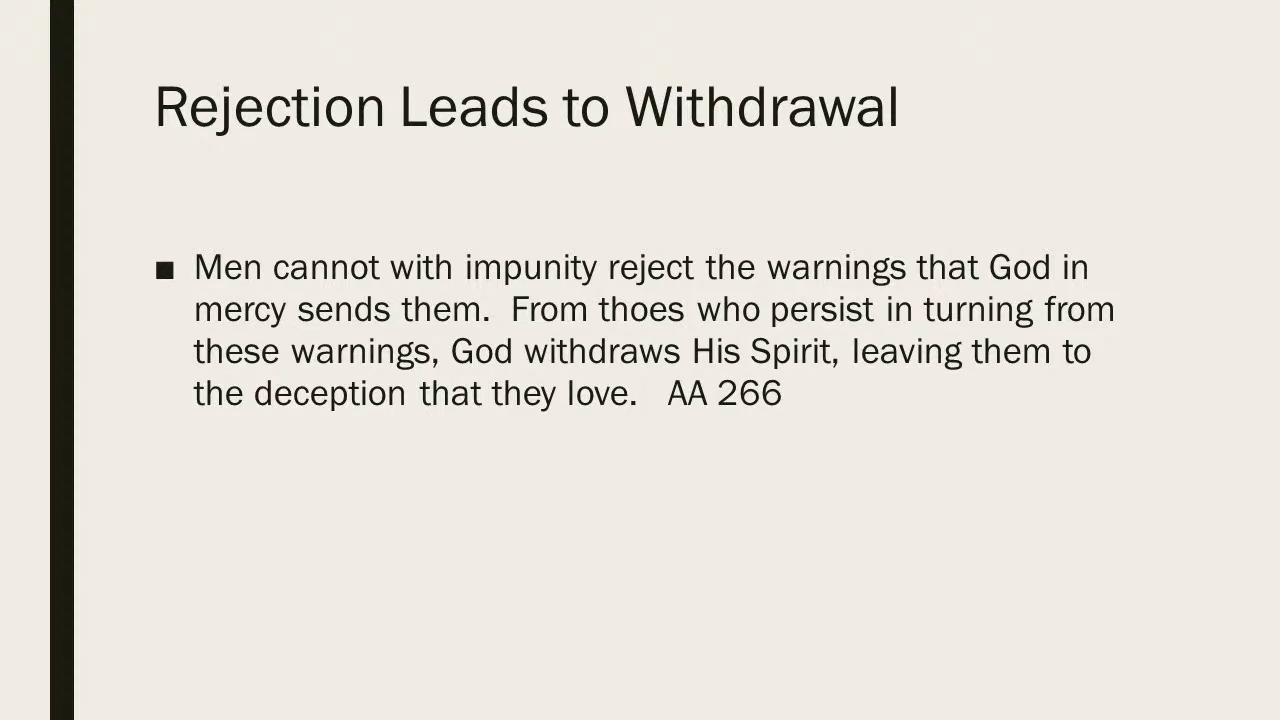 Rejection Leads to Withdrawal
■ Men cannot with impunity reject the warnings that God in
mercy sends them.  From thoes who persist in turning from
these warnings, God withdraws His Spirit, leaving them to
the deception that they love.   AA 266